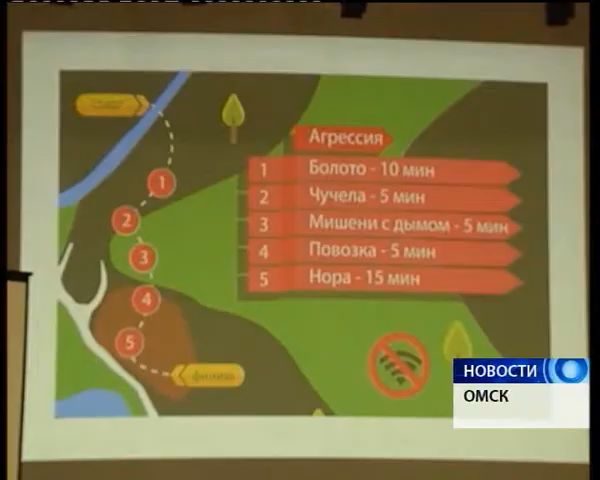 Агрессия
1 Болото - 10 мин
2 Чучела - 5 мин
3 Мишени с дымом - 5 мин
4 Повозка - 5 мин
5 Нора - 15 мин
1
2
3
4
5
финиш
НОВОСТИ
ОМСК